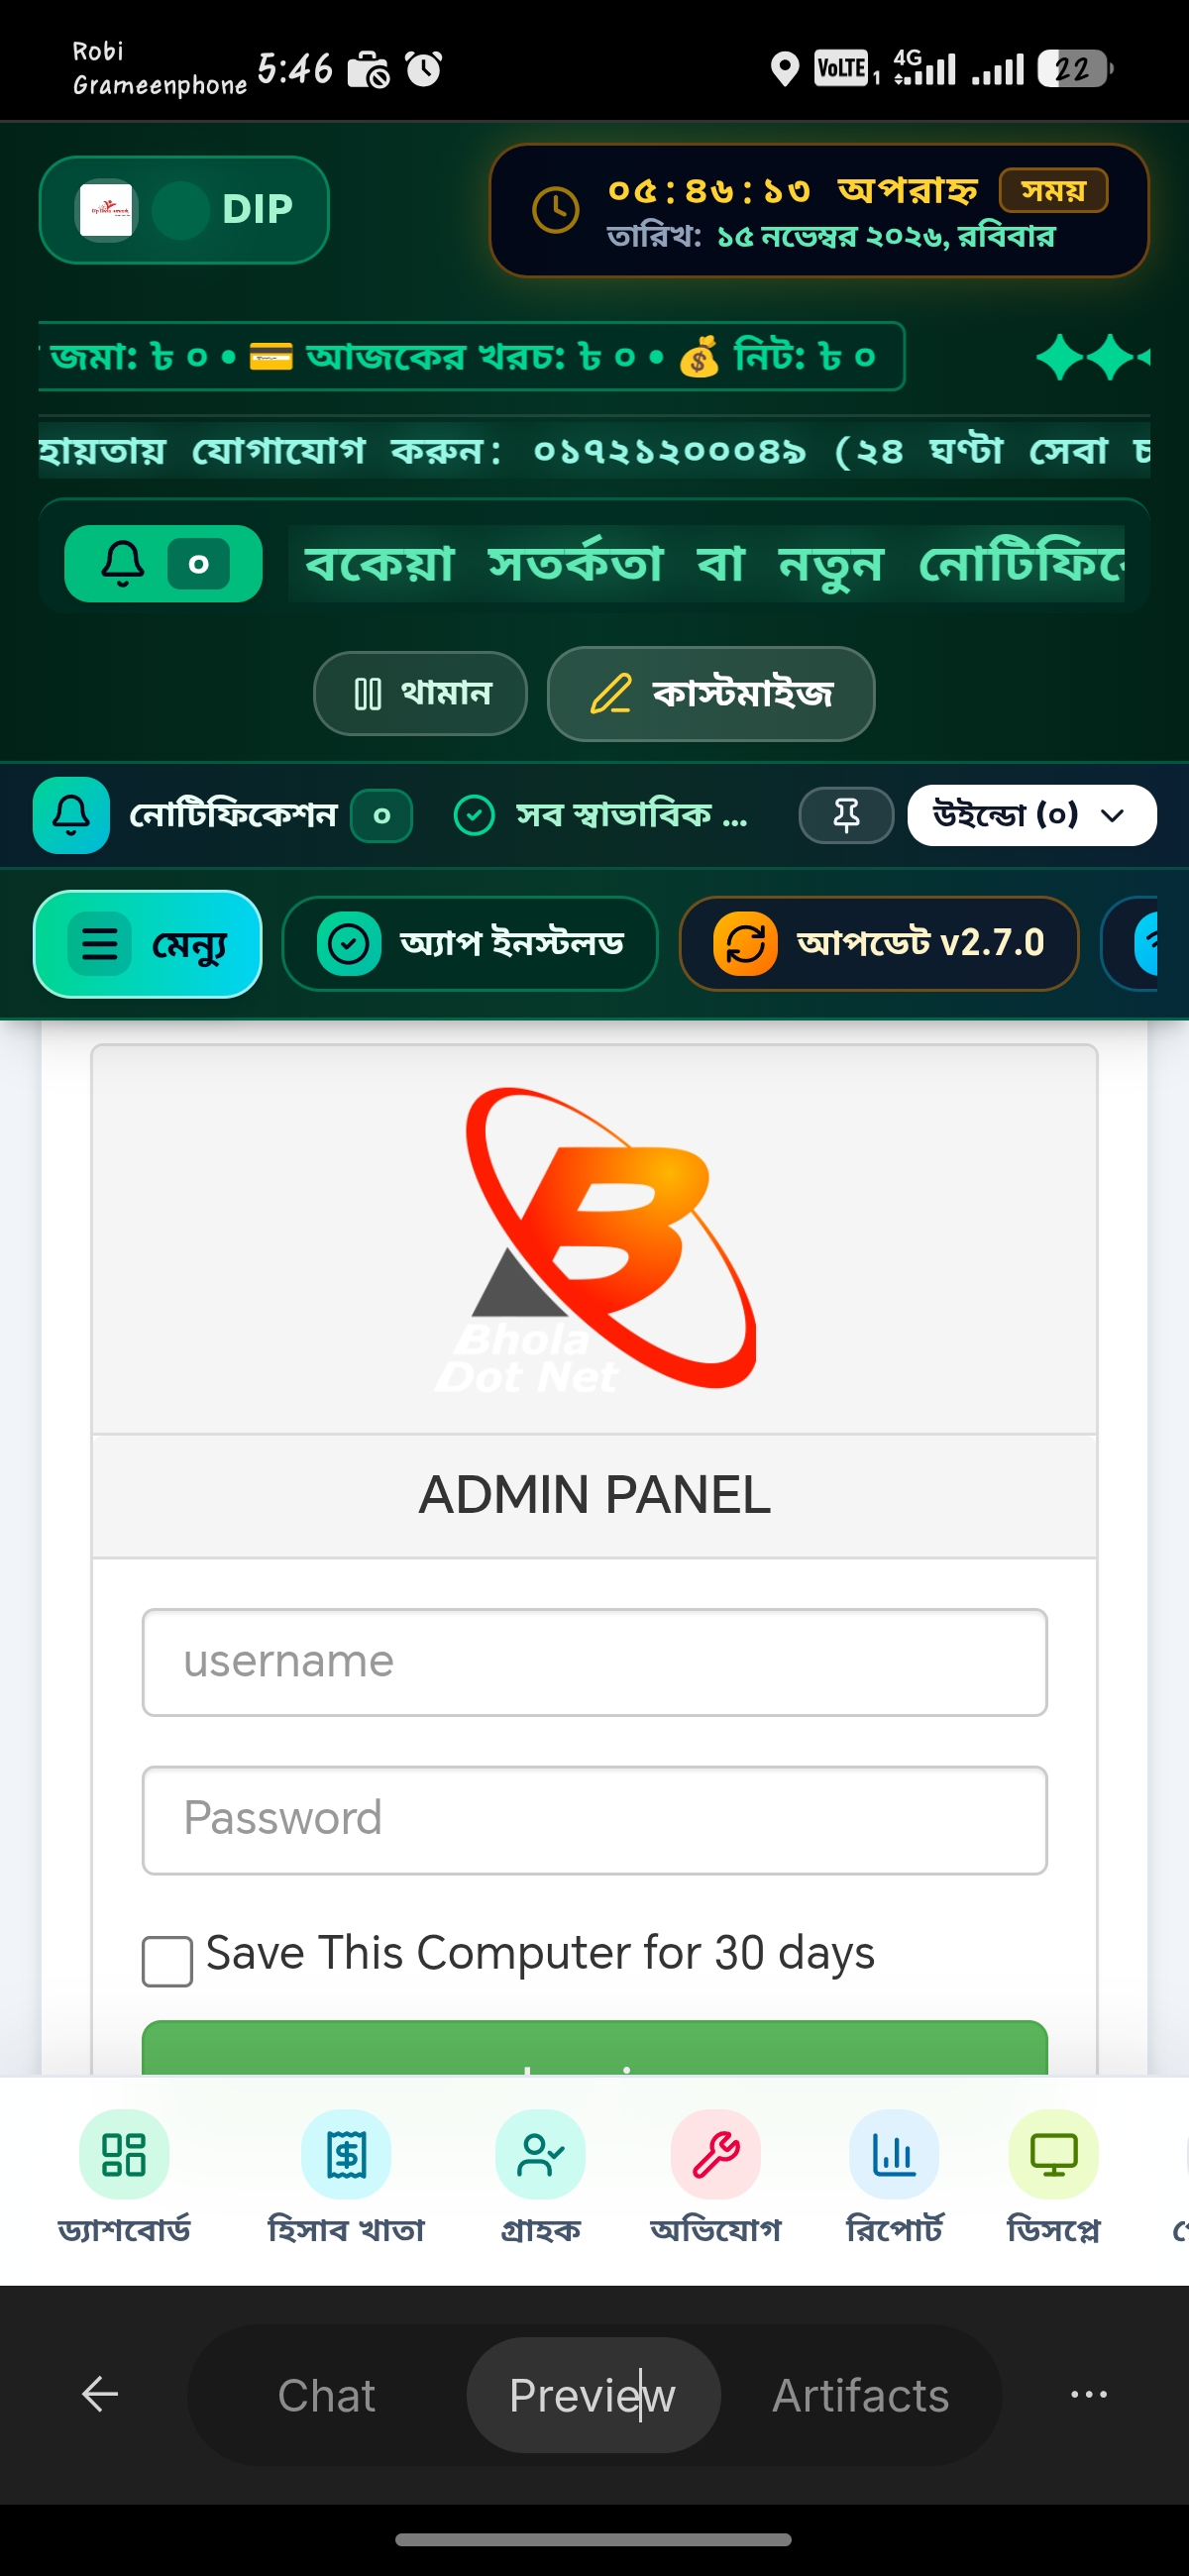 Robi
Grameenphone 5:46
VoLTE 1 4G 22
DIP
০৫:৪৬:১৩ অপরাহ্ন সময়
তারিখ: ১৫ নভেম্বর ২০২৬, রবিবার
জমা: ৳ ০ • 💳 আজকের খরচ: ৳ ০ • 💰 নিট: ৳ ০
হায়তায় যোগাযোগ করুন: ০১৭২১২০০০৪৯ (২৪ ঘণ্টা সেবা চ
০ বকেয়া সতর্কতা বা নতুন নোটিফিকে
থামান কাস্টমাইজ
নোটিফিকেশন ০ সব স্বাভাবিক ... উইন্ডো (০)
মেন্যু অ্যাপ ইনস্টলড আপডেট v2.7.0
Bhola
Dot Net
ADMIN PANEL
username
Password
Save This Computer for 30 days
ড্যাশবোর্ড হিসাব খাতা গ্রাহক অভিযোগ রিপোর্ট ডিসপ্লে
Chat Preview Artifacts